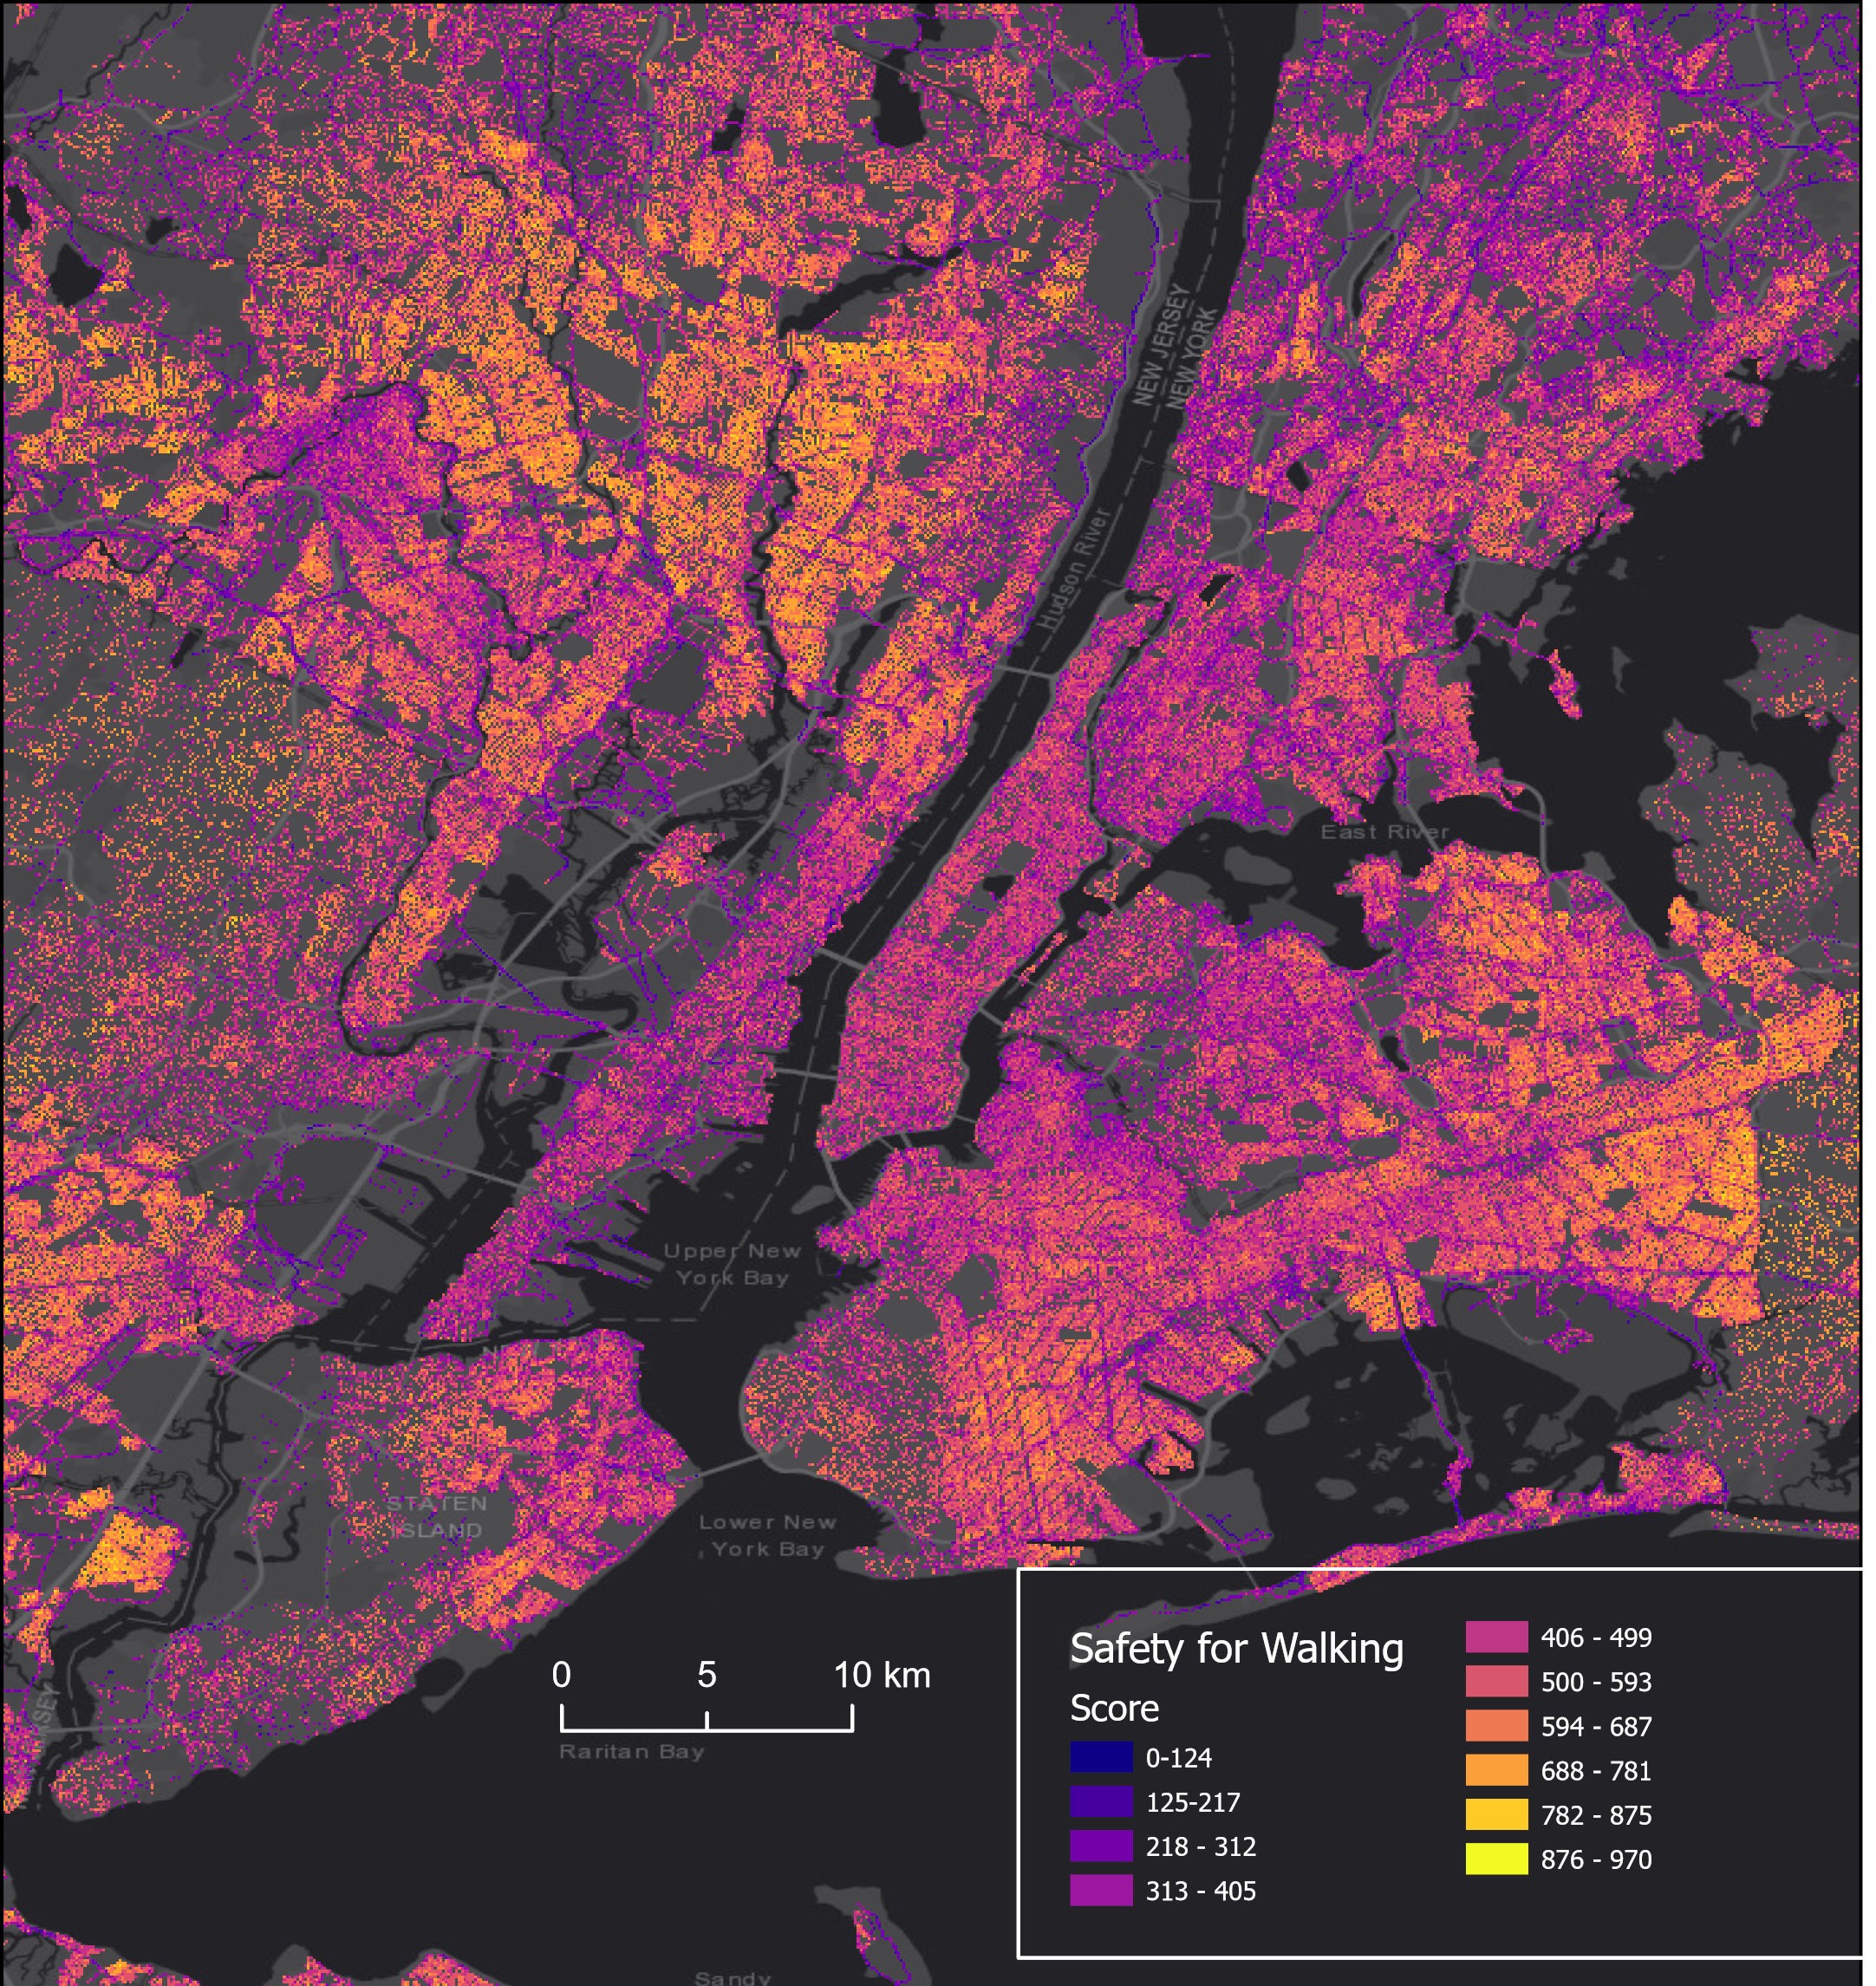 NEW JERSEY
NEW YORK
Hudson River
East River
Upper New
York Bay
STATEN
ISLAND
Lower New
York Bay
0 5 10 km
Raritan Bay
Sandy
Safety for Walking
Score
0-124
125-217
218 - 312
313 - 405
406 - 499
500 - 593
594 - 687
688 - 781
782 - 875
876 - 970